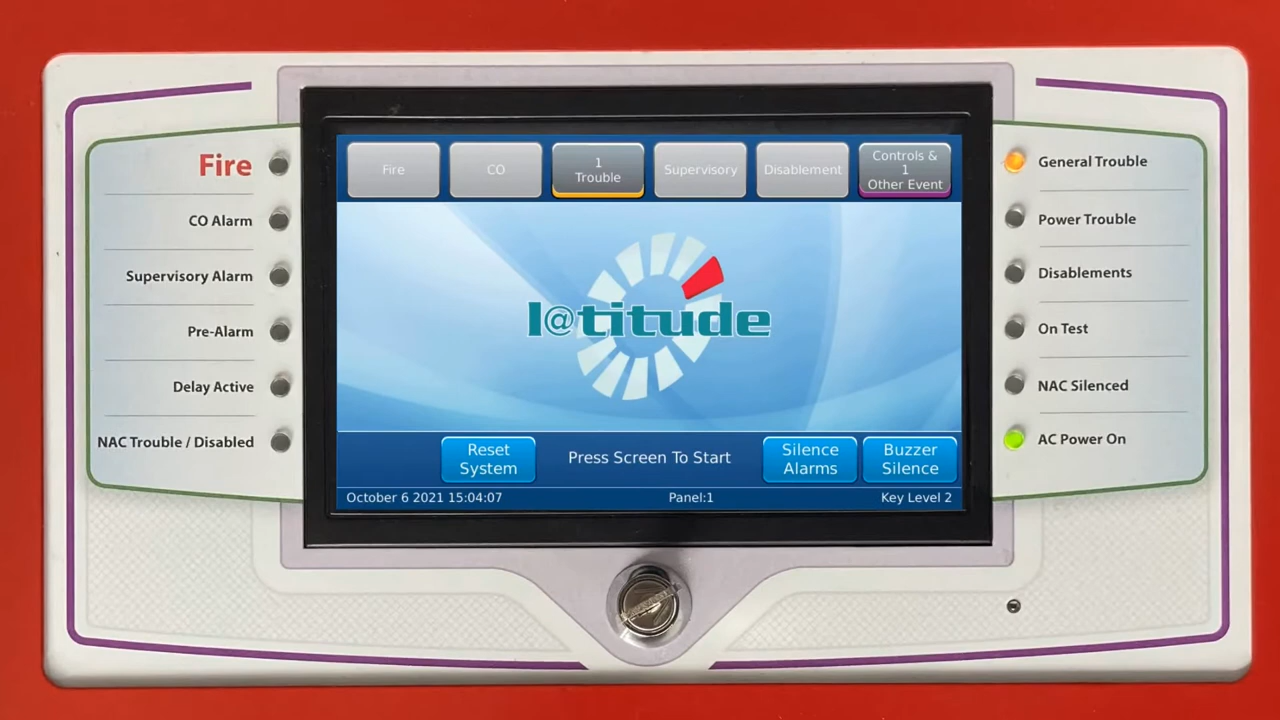 Fire
CO Alarm
Supervisory Alarm
Pre-Alarm
Delay Active
NAC Trouble / Disabled
Fire
CO
1
Trouble
Supervisory
Disablement
Controls &
1
Other Event
l@titude
Reset
System
Press Screen To Start
Silence
Alarms
Buzzer
Silence
October 6 2021 15:04:07
Panel:1
Key Level 2
General Trouble
Power Trouble
Disablements
On Test
NAC Silenced
AC Power On